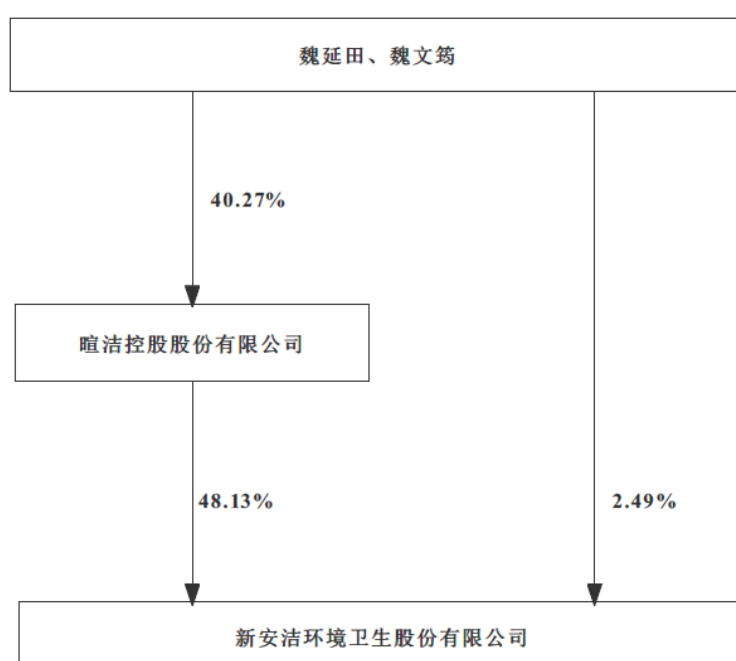 魏延田、魏文筠
40.27%
暄洁控股股份有限公司
48.13%
2.49%
新安洁环境卫生股份有限公司